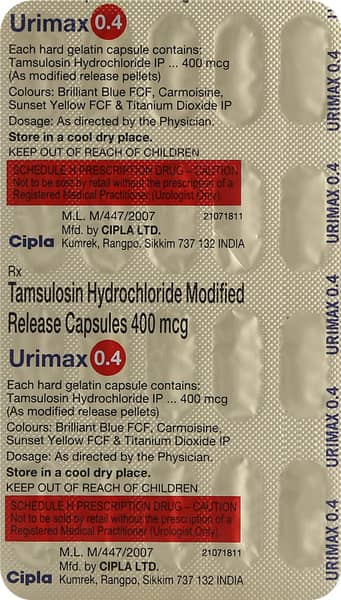 Urimax 0.4
Each hard gelatin capsule contains:
Tamsulosin Hydrochloride IP ... 400 mcg
(As modified release pellets)
Colours: Brilliant Blue FCF, Carmoisine,
Sunset Yellow FCF & Titanium Dioxide IP
Dosage: As directed by the Physician.
Store in a cool dry place.
KEEP OUT OF REACH OF CHILDREN
SCHEDULE H PRESCRIPTION DRUG – CAUTION
Not to be sold by retail without the prescription of a
Registered Medical Practitioner (Urologist Only)
M.L. M/447/2007 21071811
Mfd. by CIPLA LTD.
Cipla Kumrek, Rangpo, Sikkim 737 132 INDIA
Rx
Tamsulosin Hydrochloride Modified
Release Capsules 400 mcg
Urimax 0.4
Each hard gelatin capsule contains:
Tamsulosin Hydrochloride IP ... 400 mcg
(As modified release pellets)
Colours: Brilliant Blue FCF, Carmoisine,
Sunset Yellow FCF & Titanium Dioxide IP
Dosage: As directed by the Physician.
Store in a cool dry place.
KEEP OUT OF REACH OF CHILDREN
SCHEDULE H PRESCRIPTION DRUG – CAUTION
Not to be sold by retail without the prescription of a
Registered Medical Practitioner (Urologist Only)
M.L. M/447/2007 21071811
Mfd. by CIPLA LTD.
Cipla Kumrek, Rangpo, Sikkim 737 132 INDIA
URIMAX 0.4
URIMAX 0.4
URIMAX 0.4
URIMAX 0.4
URIMAX 0.4